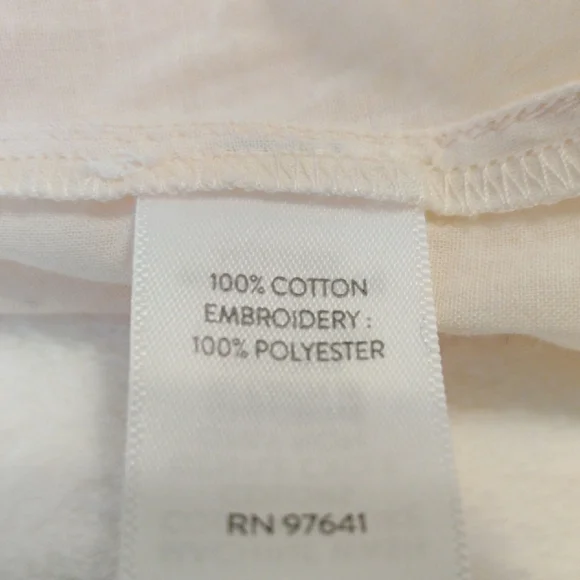 100% COTTON
EMBROIDERY :
100% POLYESTER
RN 97641